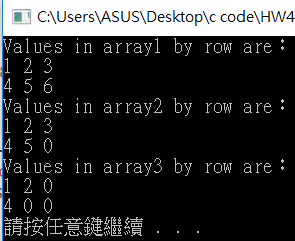 C:\Users\ASUS\Desktop\c code\HW4
Values in array1 by row are：
1 2 3
4 5 6
Values in array2 by row are：
1 2 3
4 5 0
Values in array3 by row are：
1 2 0
4 0 0
請按任意鍵繼續 . . .